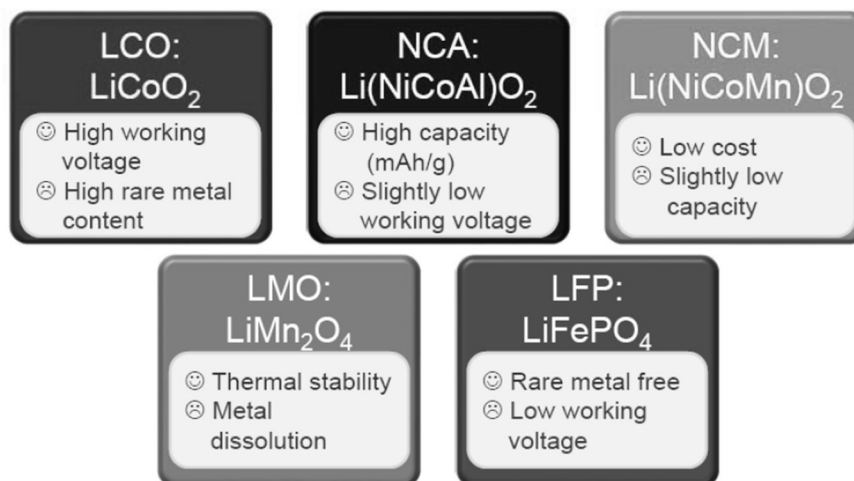 LCO:
LiCoO₂
☺ High working
voltage
☹ High rare metal
content
NCA:
Li(NiCoAl)O₂
☺ High capacity
(mAh/g)
☹ Slightly low
working voltage
NCM:
Li(NiCoMn)O₂
☺ Low cost
☹ Slightly low
capacity
LMO:
LiMn₂O₄
☺ Thermal stability
☹ Metal
dissolution
LFP:
LiFePO₄
☺ Rare metal free
☹ Low working
voltage